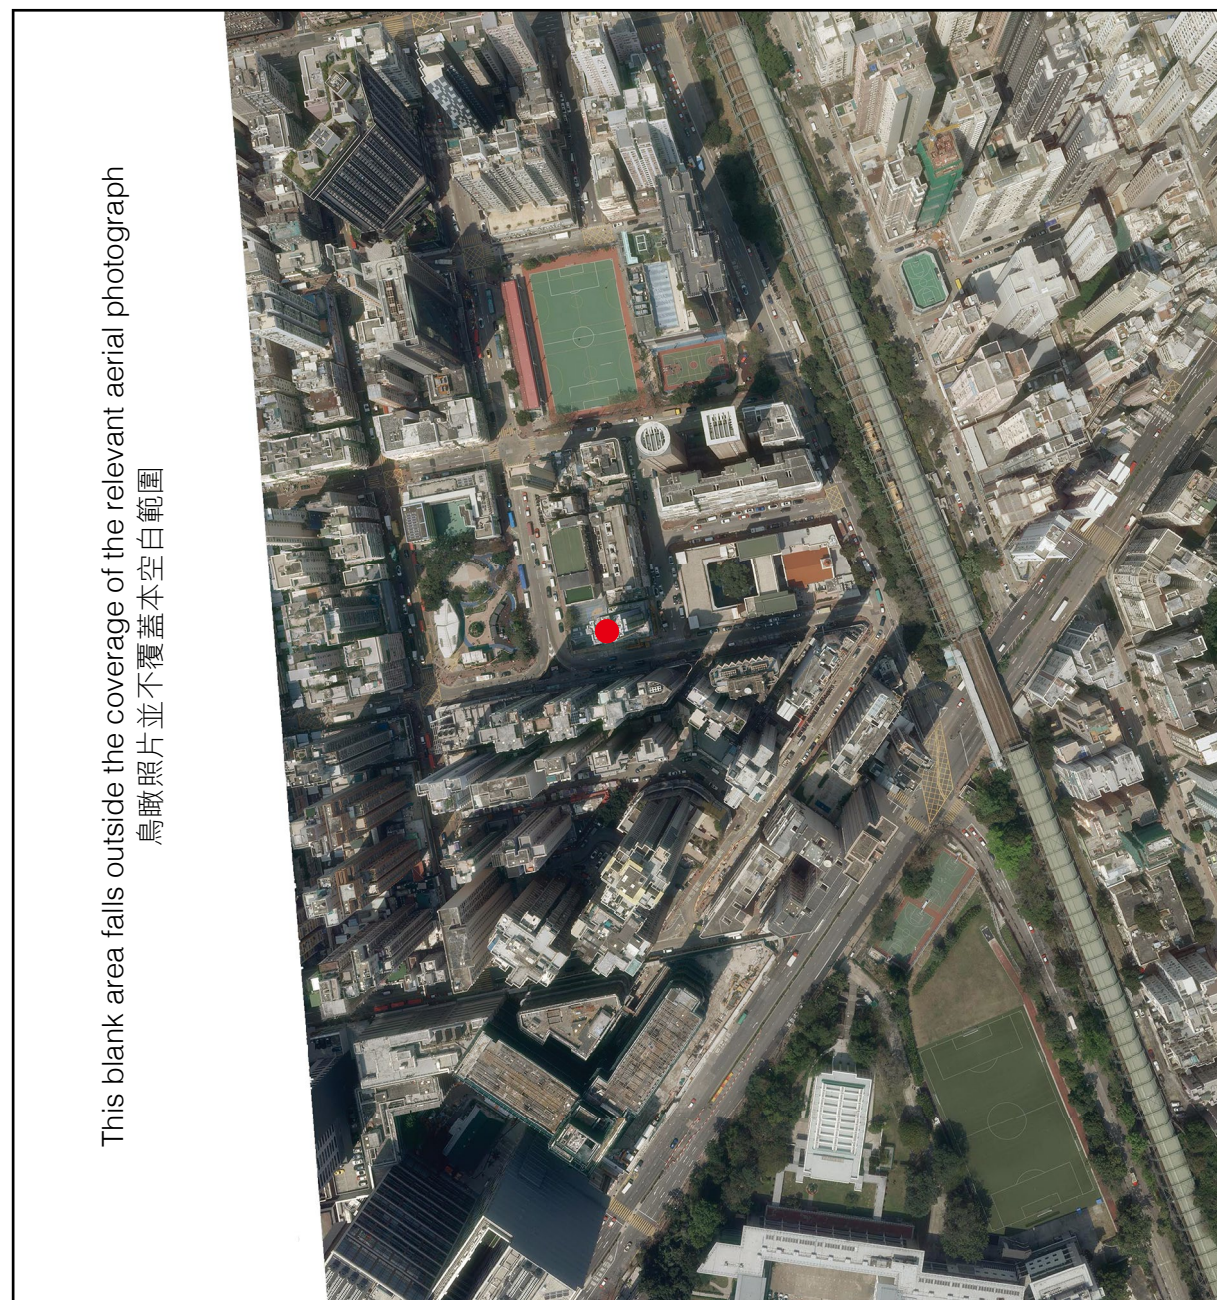 This blank area falls outside the coverage of the relevant aerial photograph
鳥瞰照片並不覆蓋本空白範圍